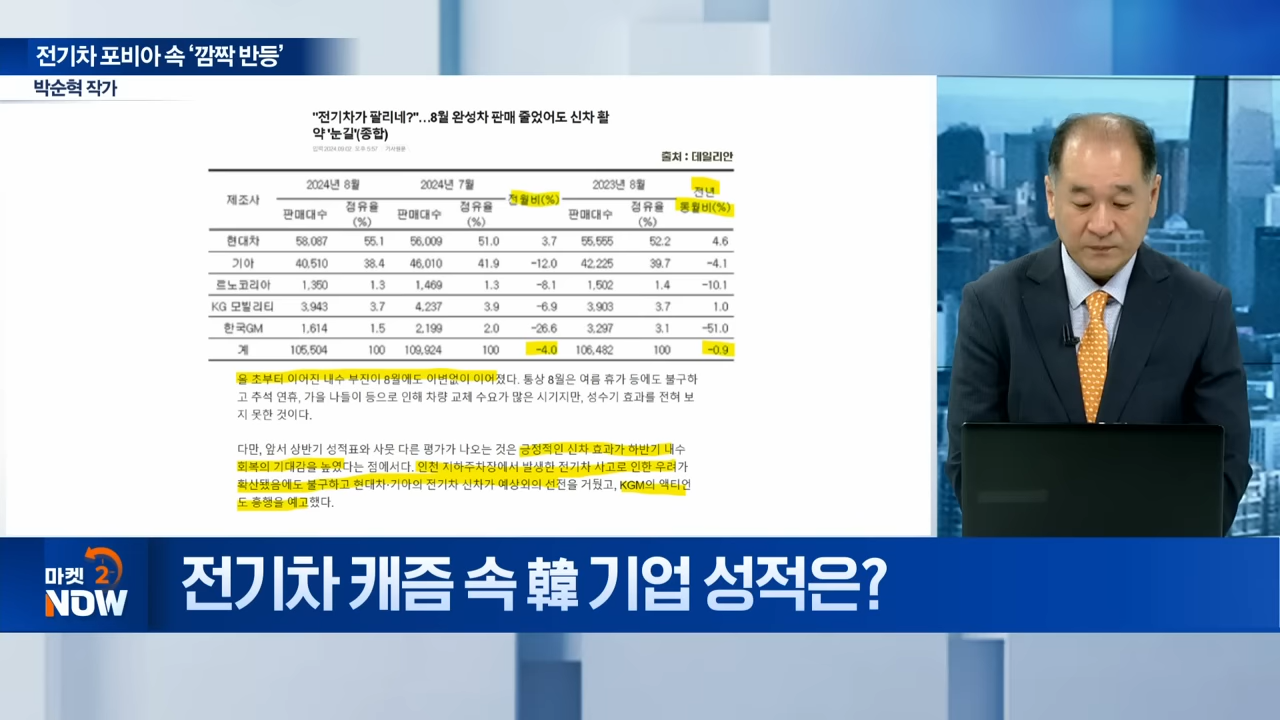 전기차 포비아 속 '깜짝 반등'
박순혁 작가
"전기차가 팔리네?"…8월 완성차 판매 줄었어도 신차 활
약 '눈길'(종합)
입력 2024.09.02 오후 5:57 기사원문
출처 : 데일리안
제조사 2024년 8월 2024년 7월 전월비(%) 2023년 8월 전년동월비(%)
판매대수 점유율(%) 판매대수 점유율(%) 판매대수 점유율(%)
현대차 58,087 55.1 56,009 51.0 3.7 55,555 52.2 4.6
기아 40,510 38.4 46,010 41.9 -12.0 42,225 39.7 -4.1
르노코리아 1,350 1.3 1,469 1.3 -8.1 1,502 1.4 -10.1
KG 모빌리티 3,943 3.7 4,237 3.9 -6.9 3,903 3.7 1.0
한국GM 1,614 1.5 2,199 2.0 -26.6 3,297 3.1 -51.0
계 105,504 100 109,924 100 -4.0 106,482 100 -0.9
올 초부터 이어진 내수 부진이 8월에도 이변없이 이어졌다. 통상 8월은 여름 휴가 등에도 불구하
고 추석 연휴, 가을 나들이 등으로 인해 차량 교체 수요가 많은 시기지만, 성수기 효과를 전혀 보
지 못한 것이다.
다만, 앞서 상반기 성적표와 사뭇 다른 평가가 나오는 것은 긍정적인 신차 효과가 하반기 내수
회복의 기대감을 높였다는 점에서다. 인천 지하주차장에서 발생한 전기차 사고로 인한 우려가
확산됐음에도 불구하고 현대차·기아의 전기차 신차가 예상외의 선전을 거뒀고, KGM의 액티언
도 흥행을 예고했다.
마켓 2
NOW
전기차 캐즘 속 韓 기업 성적은?